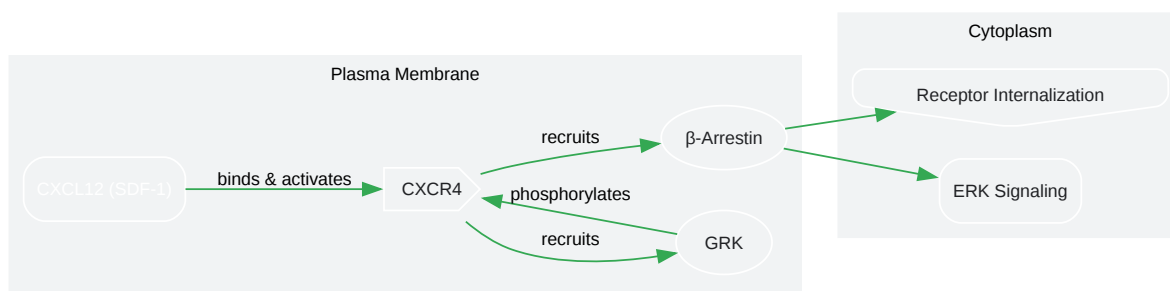 Cytoplasm
Plasma Membrane
Receptor Internalization
recruits
β-Arrestin
CXCL12 (SDF-1)
binds & activates
CXCR4
phosphorylates
ERK Signaling
recruits
GRK